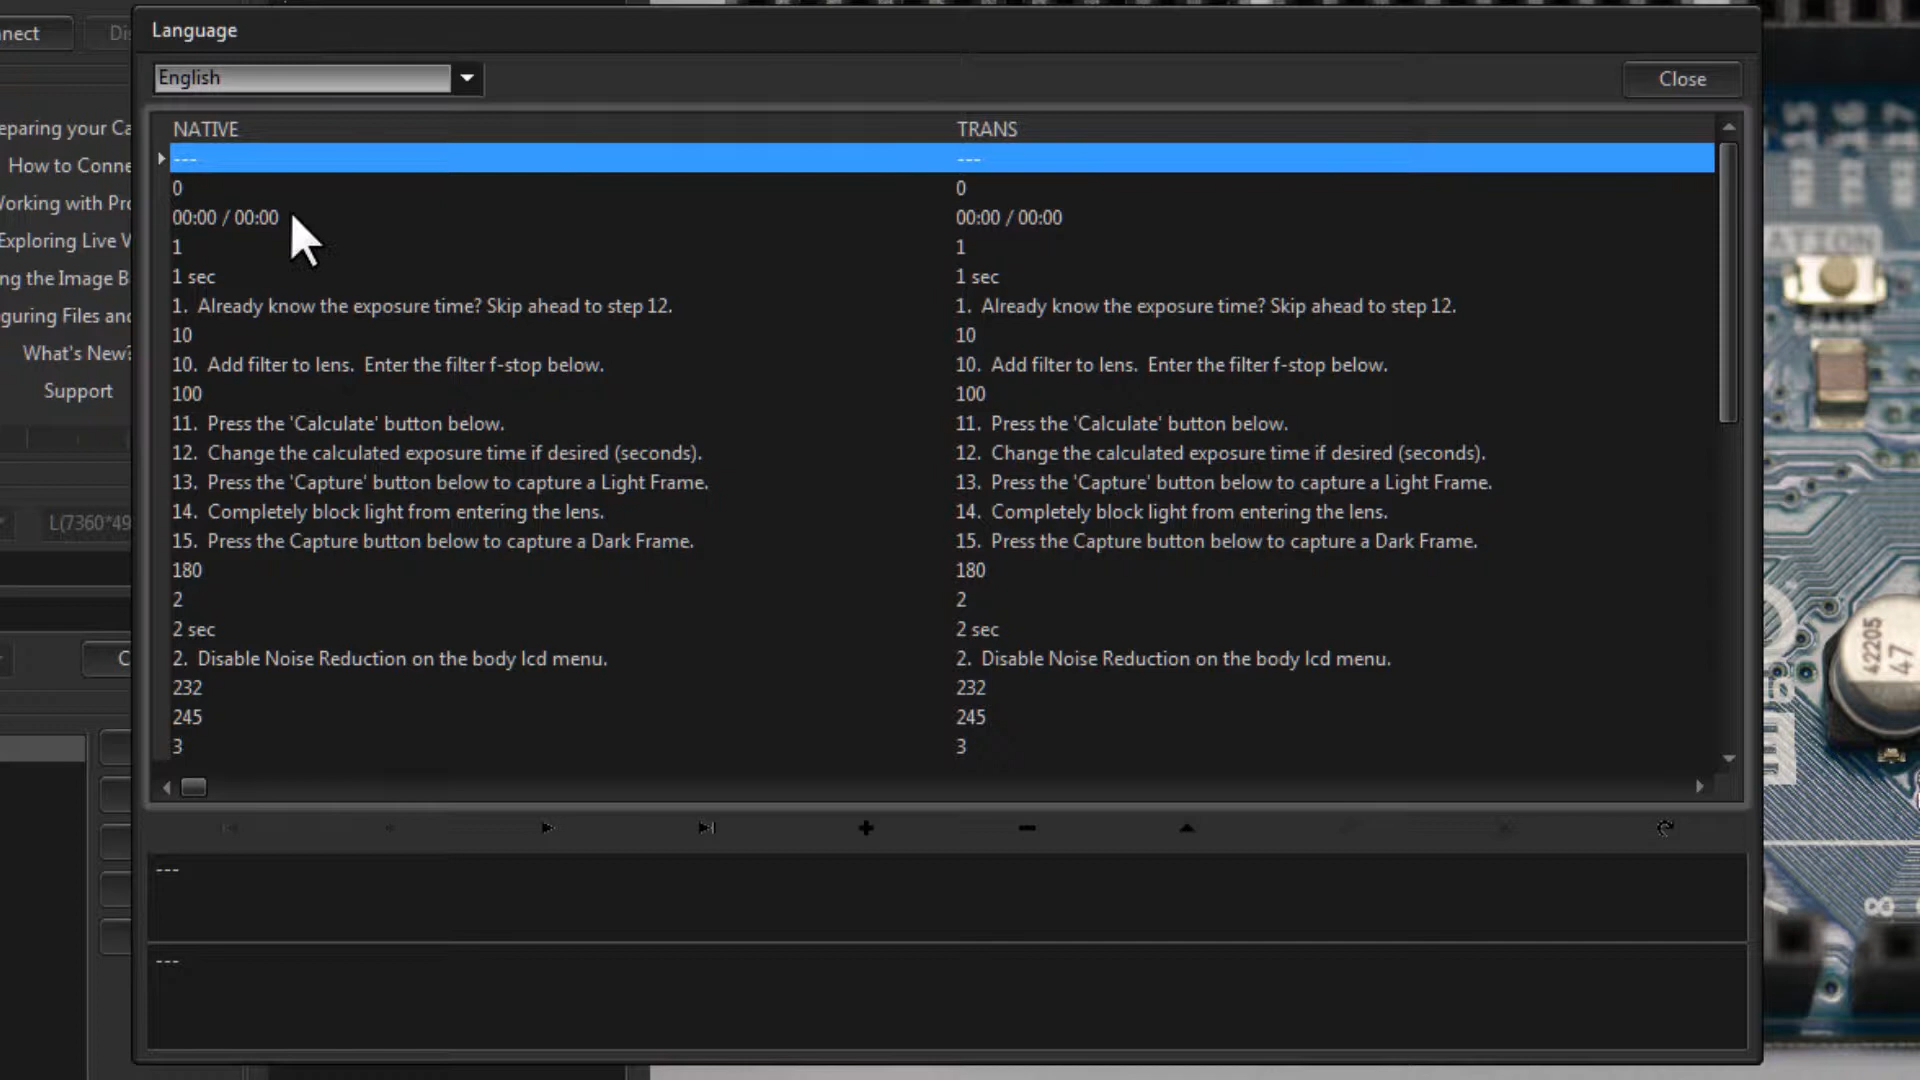 Language
nnect
English
Close
NATIVE TRANS
--- ---
0 0
00:00 / 00:00 00:00 / 00:00
1 1
1 sec 1 sec
1. Already know the exposure time? Skip ahead to step 12. 1. Already know the exposure time? Skip ahead to step 12.
10 10
10. Add filter to lens. Enter the filter f-stop below. 10. Add filter to lens. Enter the filter f-stop below.
100 100
11. Press the 'Calculate' button below. 11. Press the 'Calculate' button below.
12. Change the calculated exposure time if desired (seconds). 12. Change the calculated exposure time if desired (seconds).
13. Press the 'Capture' button below to capture a Light Frame. 13. Press the 'Capture' button below to capture a Light Frame.
14. Completely block light from entering the lens. 14. Completely block light from entering the lens.
15. Press the Capture button below to capture a Dark Frame. 15. Press the Capture button below to capture a Dark Frame.
180 180
2 2
2 sec 2 sec
2. Disable Noise Reduction on the body lcd menu. 2. Disable Noise Reduction on the body lcd menu.
232 232
245 245
3 3
---
---
eparing your Ca
How to Conne
Working with Pro
Exploring Live V
ng the Image B
guring Files and
What's New?
Support
L(7360*49
C
15
16
17
ATION
42205
47
8